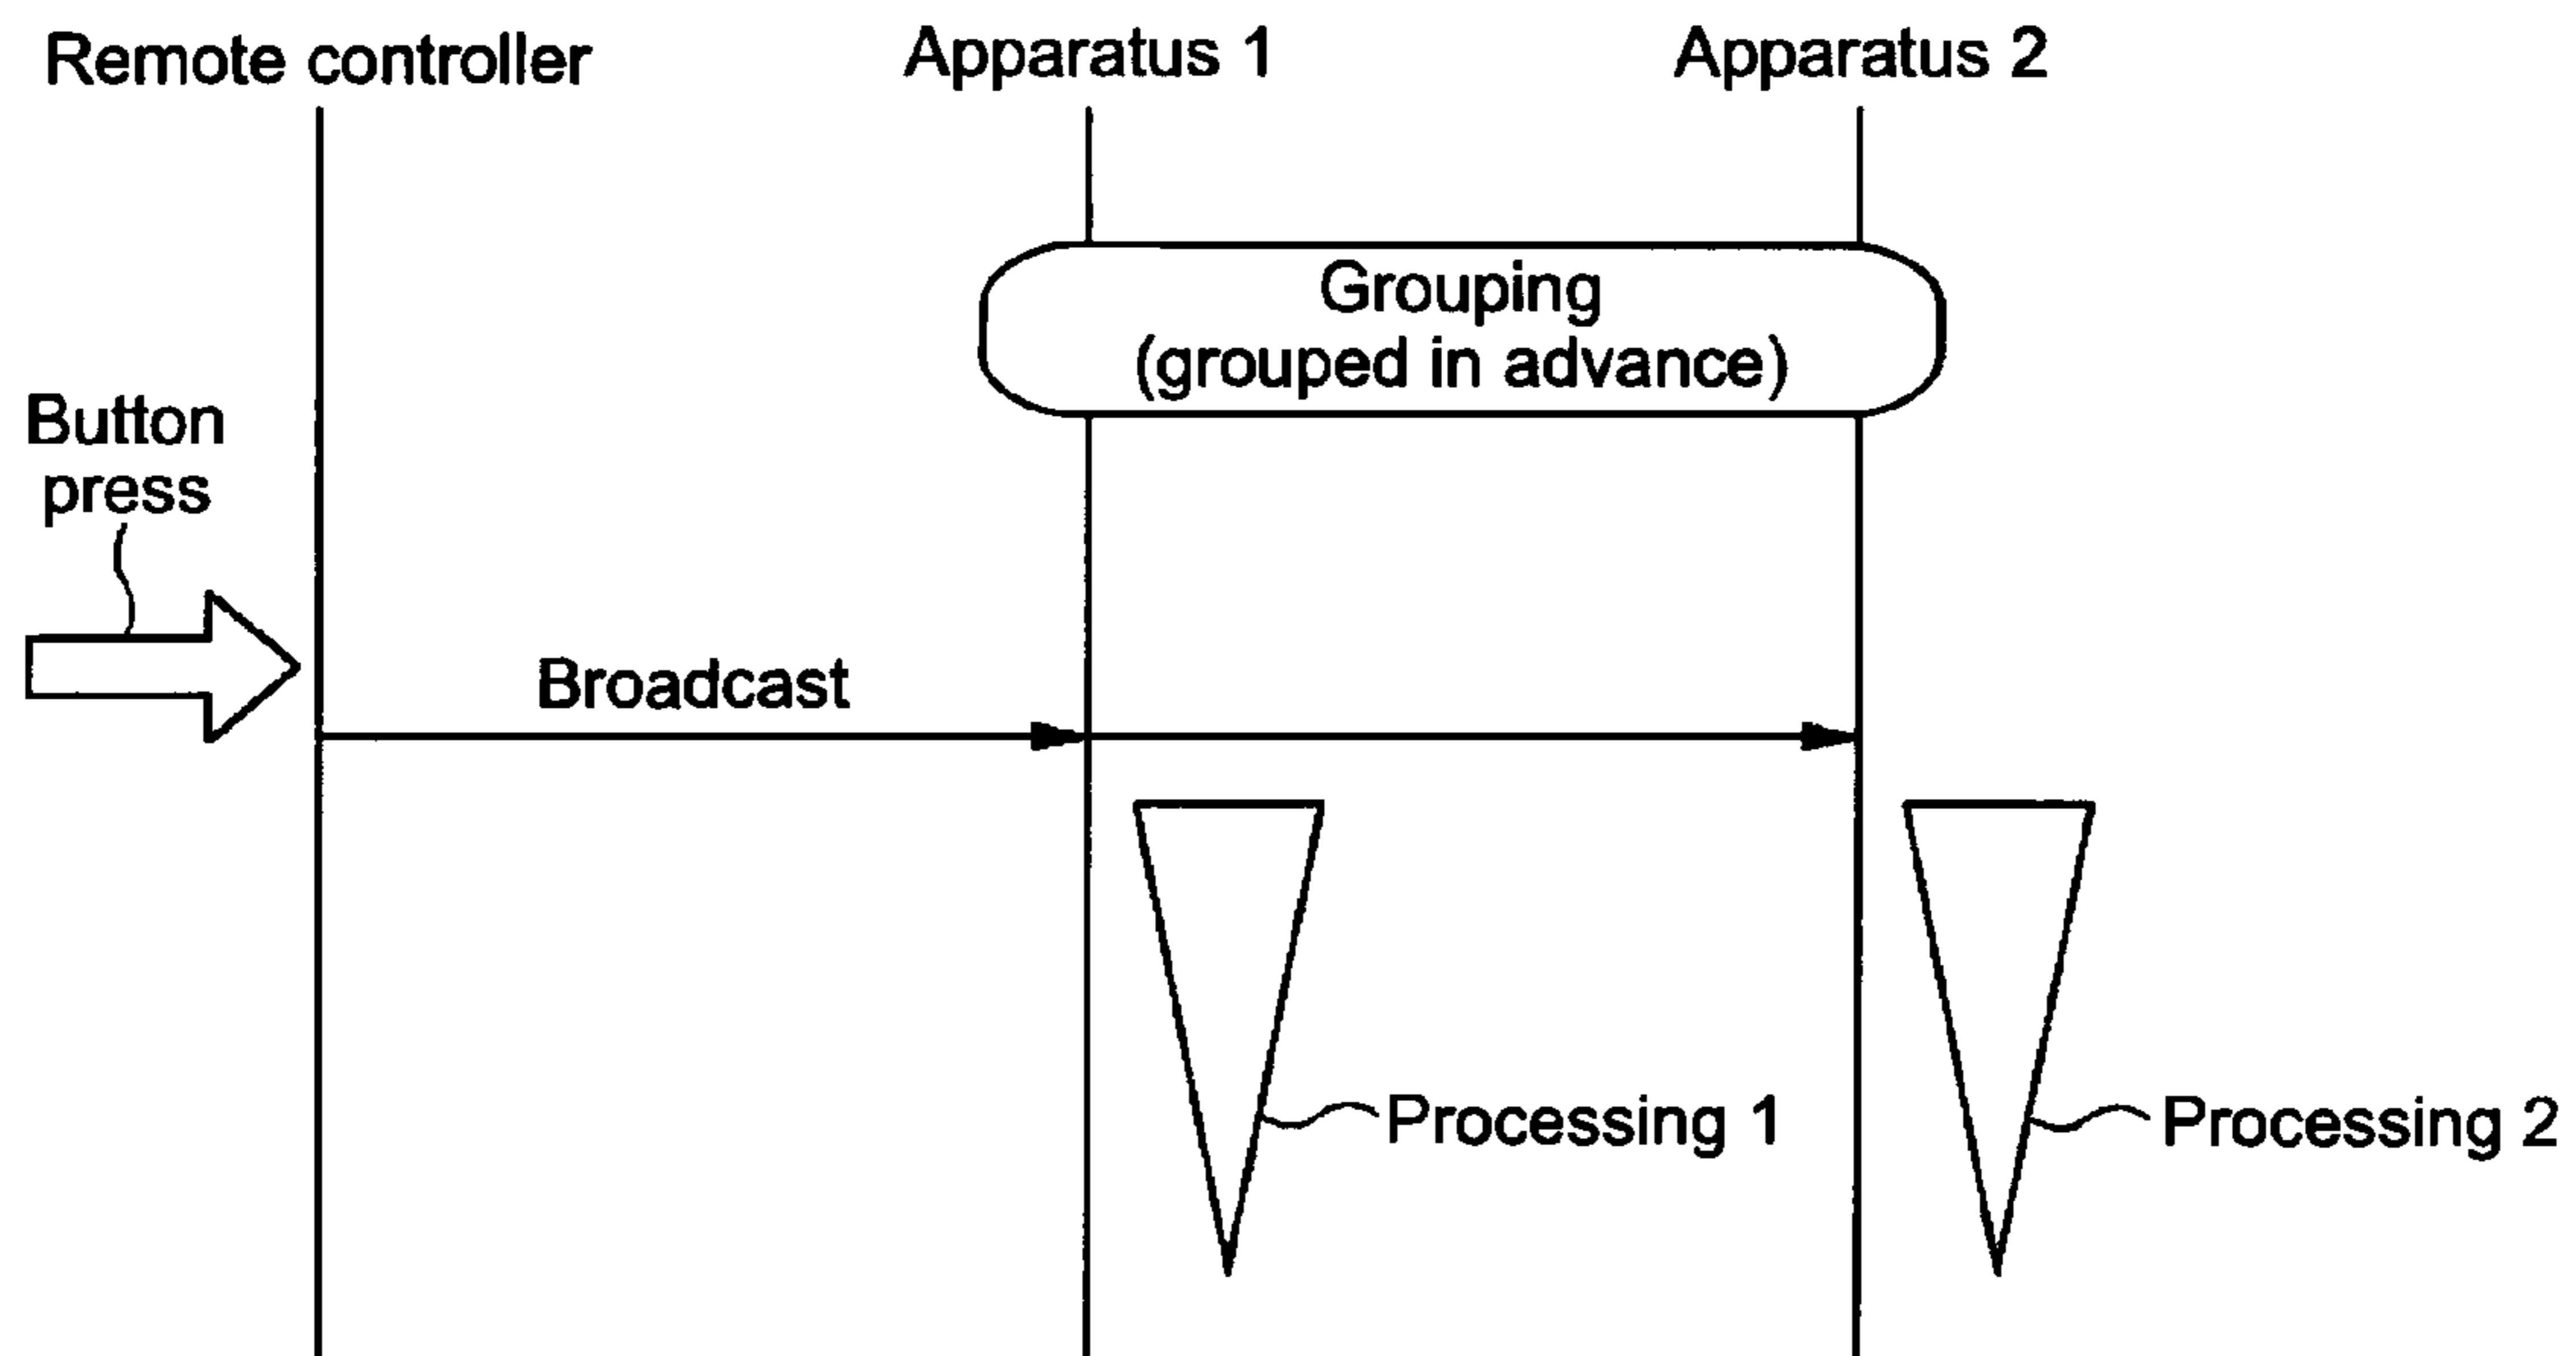 Remote controller
Apparatus 1
Apparatus 2
Grouping
(grouped in advance)
Button
press
Broadcast
Processing 1
Processing 2